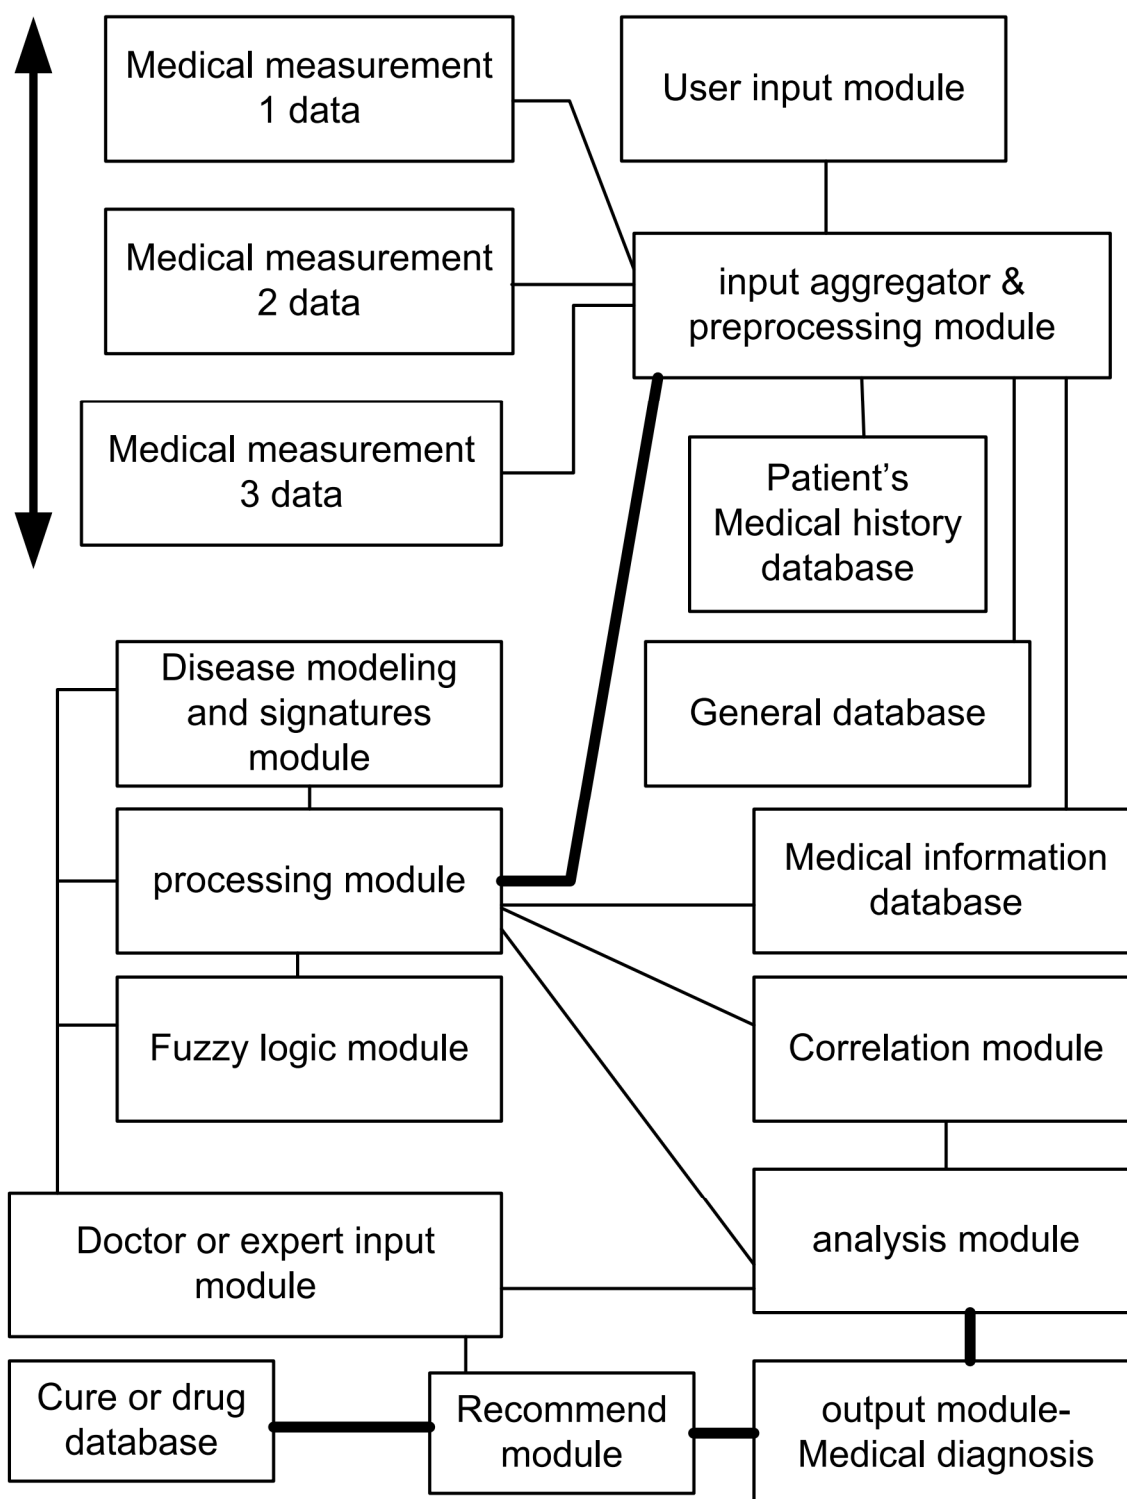 Medical measurement
1 data
User input module
Medical measurement
2 data
input aggregator &
preprocessing module
Medical measurement
3 data
Patient’s
Medical history
database
Disease modeling
and signatures
module
General database
processing module
Medical information
database
Fuzzy logic module
Correlation module
Doctor or expert input
module
analysis module
Cure or drug
database
Recommend
module
output module-
Medical diagnosis